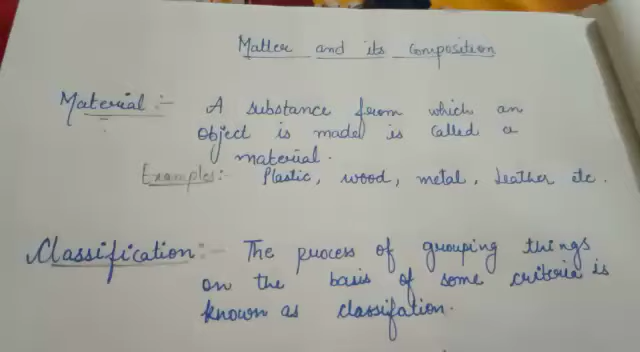 Matter and its composition
Material :- A substance from which an
object is made is called a
material.
Examples:- Plastic, wood, metal, Leather etc.
Classification:- The process of grouping things
on the basis of some criteria is
known as classifation.